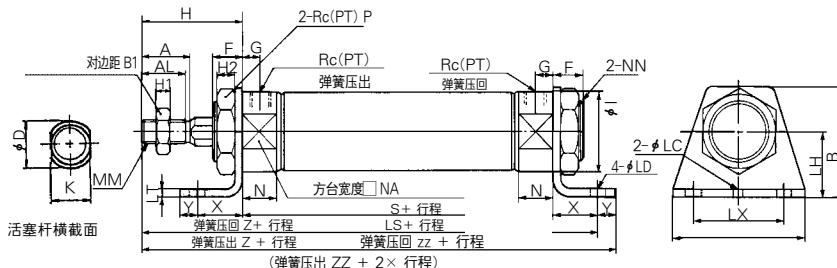 H
2-Rc(PT) P
A
F
G
Rc(PT)
Rc(PT)
G
F
对边距 B1
AL
H2
弹簧压出
弹簧压回
2-NN
H1
φD
φI
2-φLC
LH
B
MM
K
LT
N
方台宽度□NA
N
4-φLD
Y
X
S+ 行程
X
Y
LX
活塞杆横截面
弹簧压回 Z+ 行程
LS+ 行程
弹簧压出 Z + 行程
弹簧压回 zz + 行程
(弹簧压出 ZZ + 2× 行程)